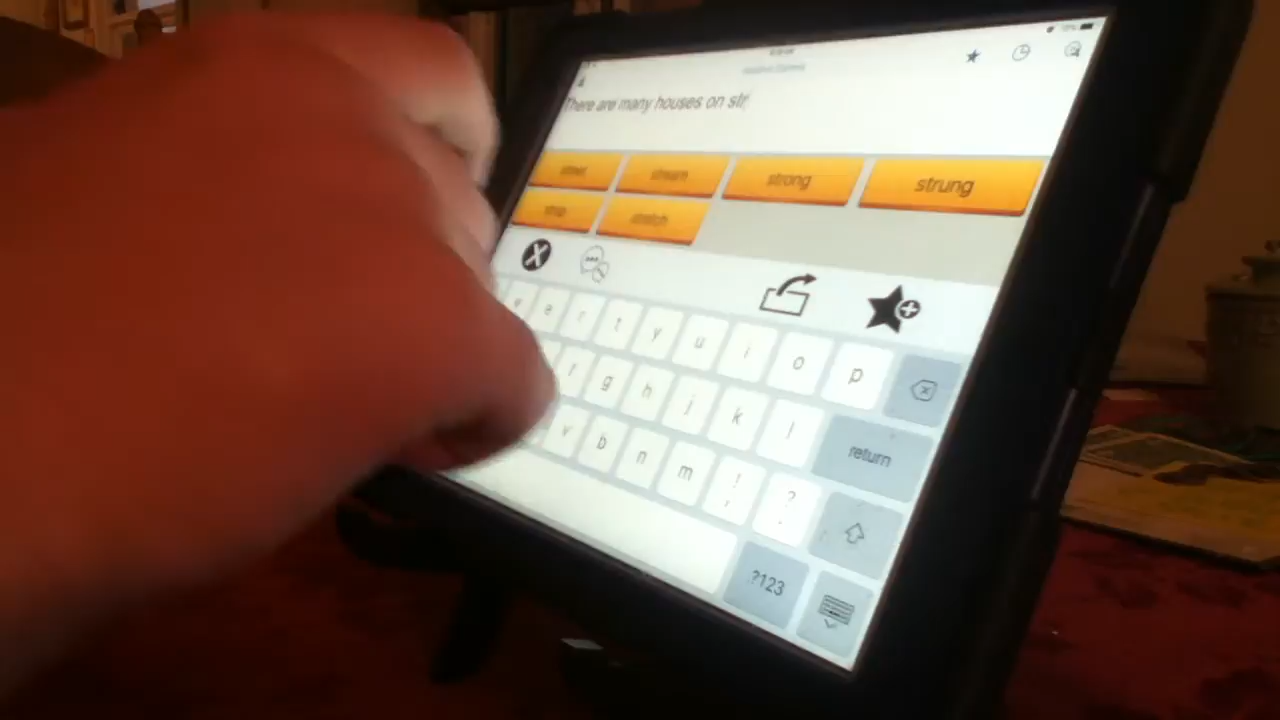 There are many houses on str
street stream strong strung
strip stretch
e r t y u i o p
g h j k l return
v b n m ! , ? .
.?123